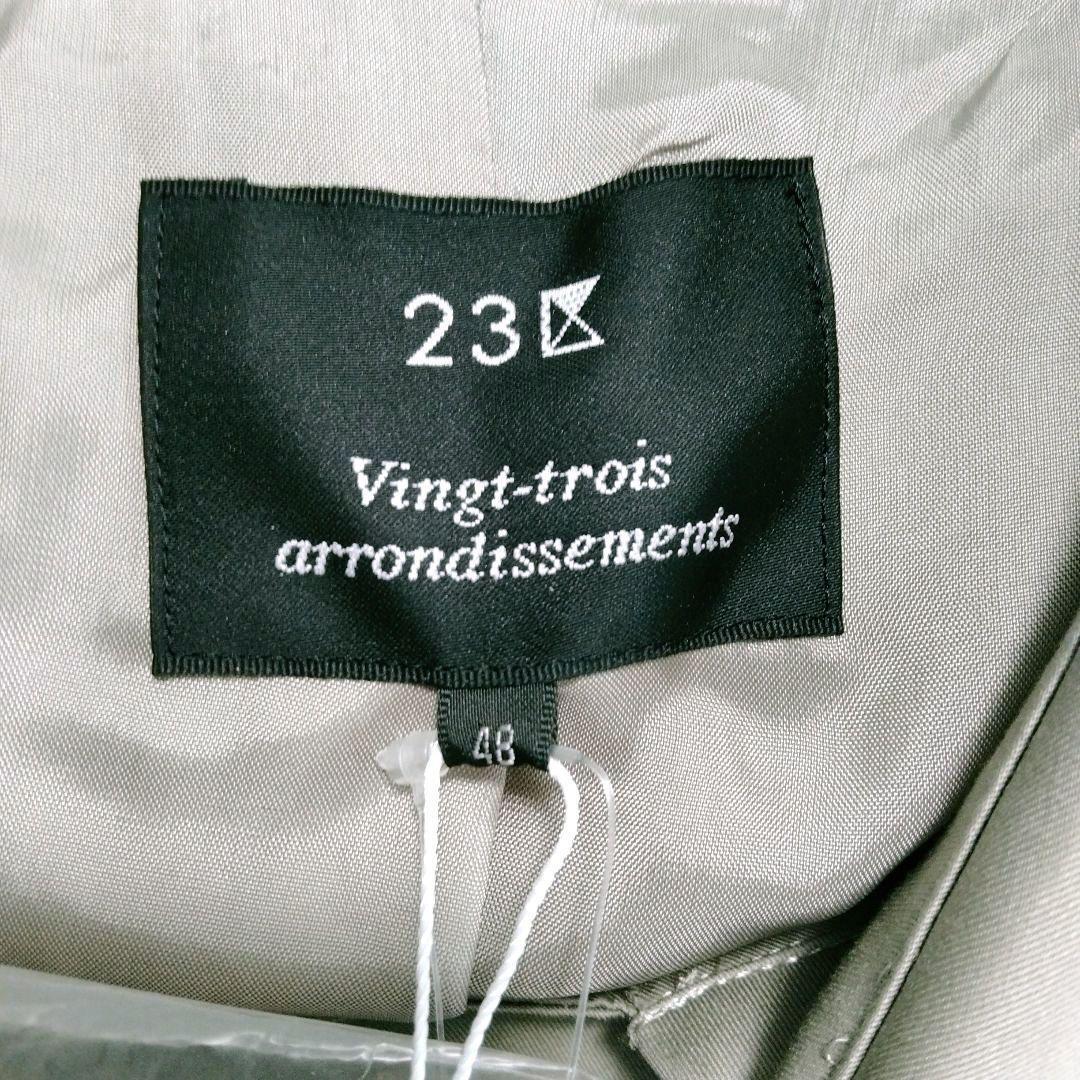 23
Vingt-trois
arrondissements
48